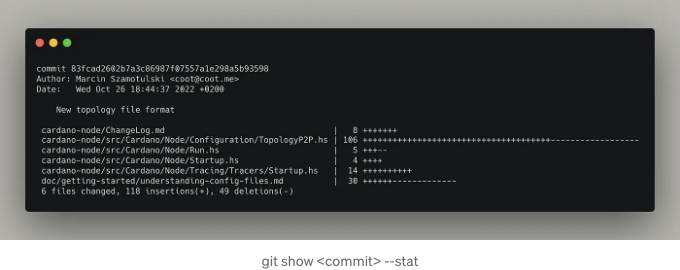 commit 83fcad2602b7a3c86987f07557a1e298a5b93598
Author: Marcin Szamotulski <coot@coot.me>
Date:   Wed Oct 26 18:44:37 2022 +0200
New topology file format
cardano-node/ChangeLog.md | 8 +++++++
cardano-node/src/Cardano/Node/Configuration/TopologyP2P.hs | 106 ++++++++++++++++++++++++++++++++++++++-----------------
cardano-node/src/Cardano/Node/Run.hs | 5 +++--
cardano-node/src/Cardano/Node/Startup.hs | 4 ++++
cardano-node/src/Cardano/Node/Tracing/Tracers/Startup.hs | 14 ++++++++++
doc/getting-started/understanding-config-files.md | 30 ++++++-------------
6 files changed, 118 insertions(+), 49 deletions(-)
git show <commit> --stat